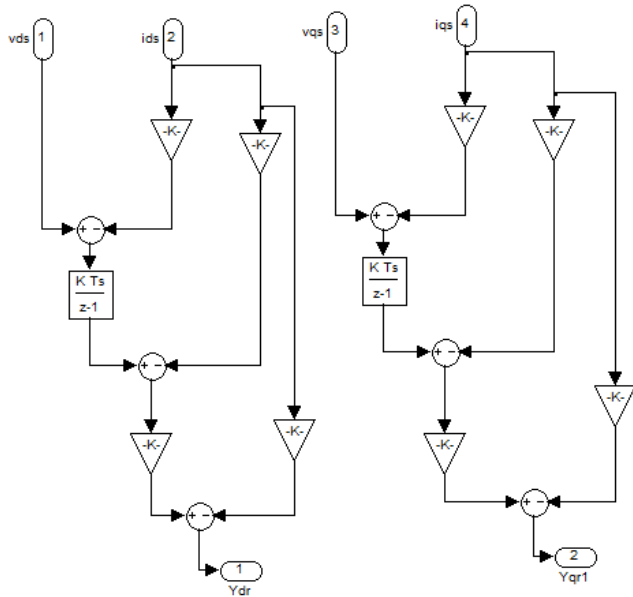 vds 1
ids 2
vqs 3
iqs 4
-K-
-K-
-K-
-K-
+ -
+ -
K Ts
z-1
K Ts
z-1
+ -
+ -
-K-
-K-
-K-
-K-
+ -
+ -
1
Ydr
2
Yqr1